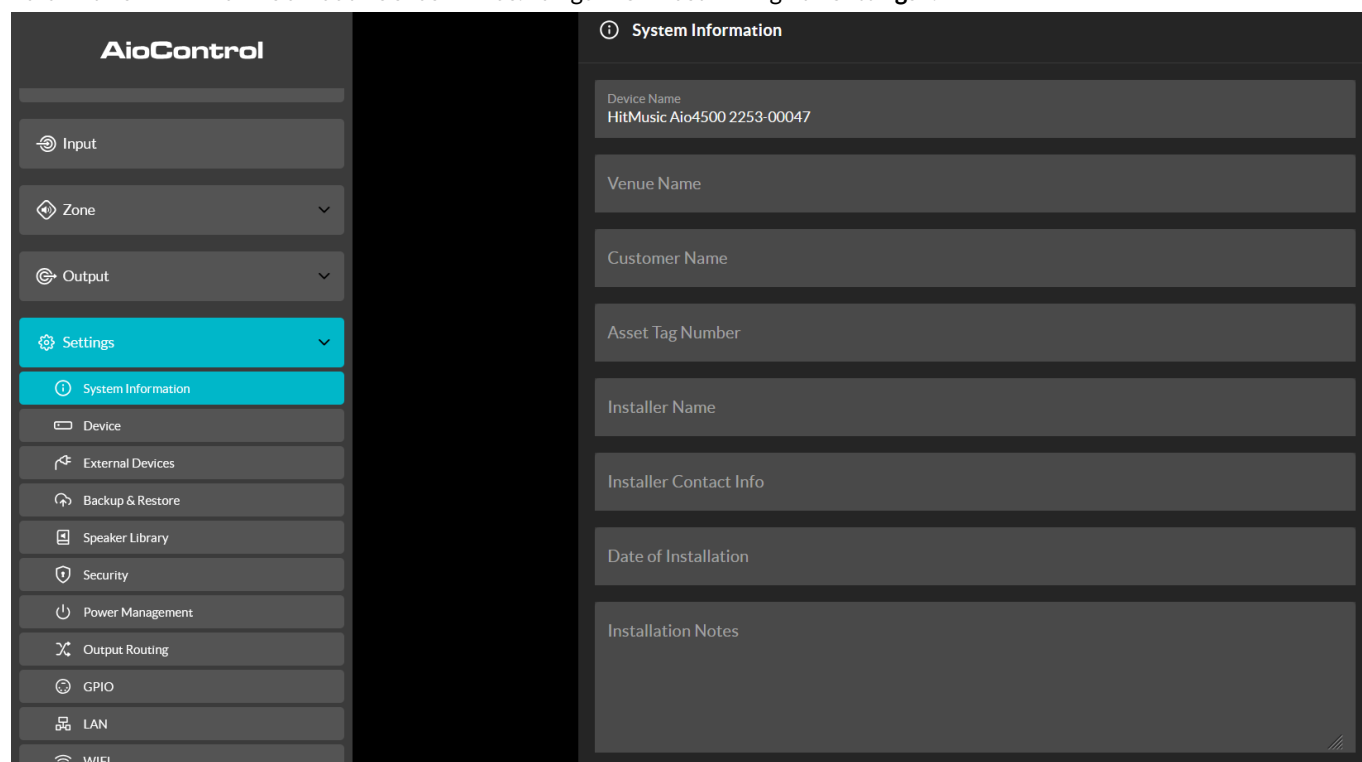 AioControl
Input
Zone
Output
Settings
System Information
Device
External Devices
Backup & Restore
Speaker Library
Security
Power Management
Output Routing
GPIO
LAN
WIFI
System Information
Device Name
HitMusic Aio4500 2253-00047
Venue Name
Customer Name
Asset Tag Number
Installer Name
Installer Contact Info
Date of Installation
Installation Notes